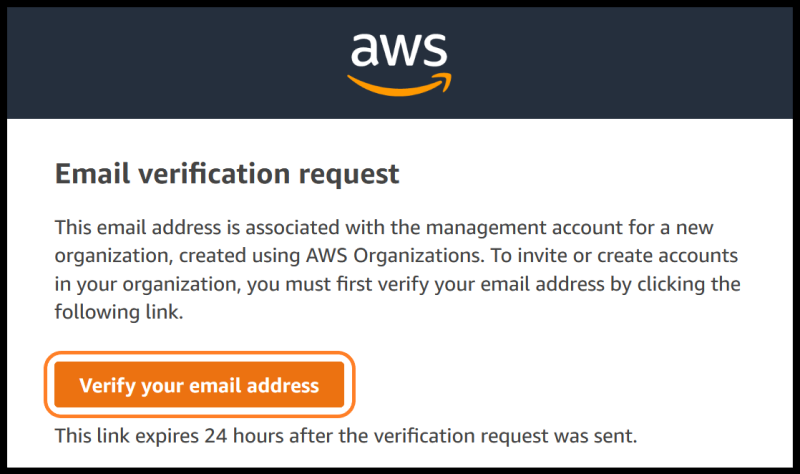 aws
Email verification request
This email address is associated with the management account for a new
organization, created using AWS Organizations. To invite or create accounts
in your organization, you must first verify your email address by clicking the
following link.
Verify your email address
This link expires 24 hours after the verification request was sent.